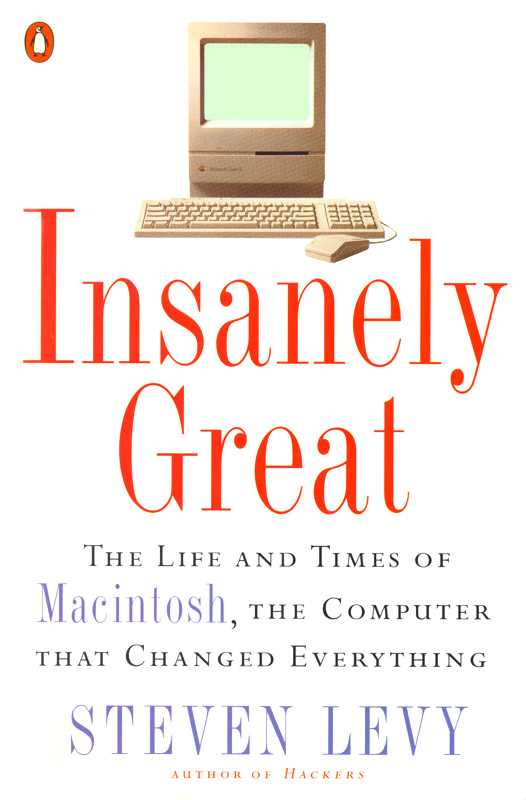 Insanely
Great
THE LIFE AND TIMES OF
Macintosh, THE COMPUTER
THAT CHANGED EVERYTHING
STEVEN LEVY
AUTHOR OF HACKERS